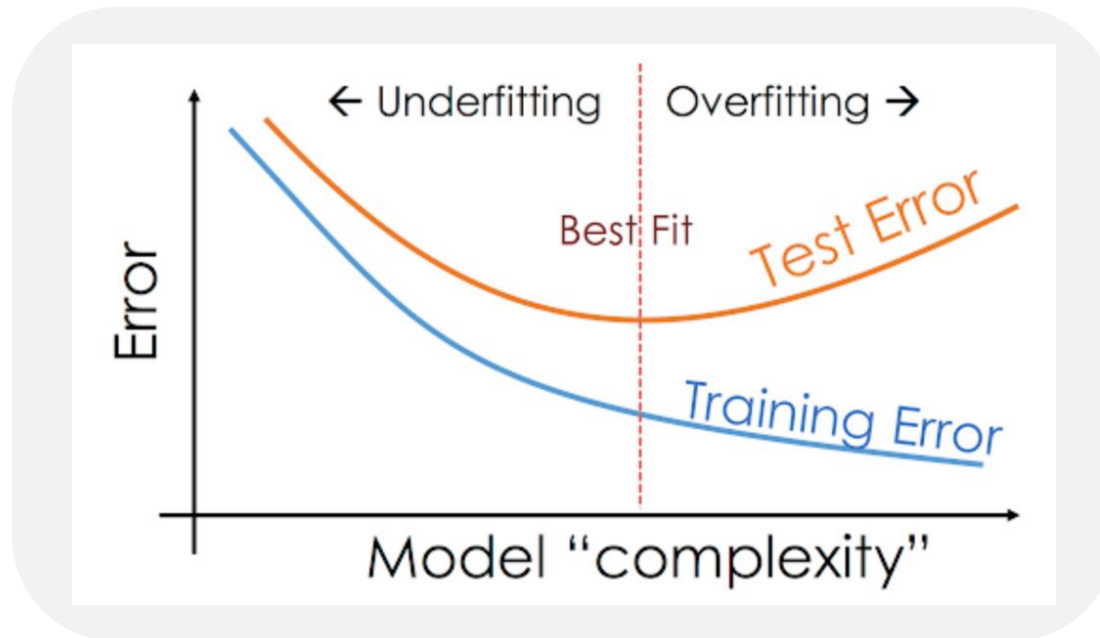 ← Underfitting
Overfitting →
Best Fit
Test Error
Error
Training Error
Model “complexity”